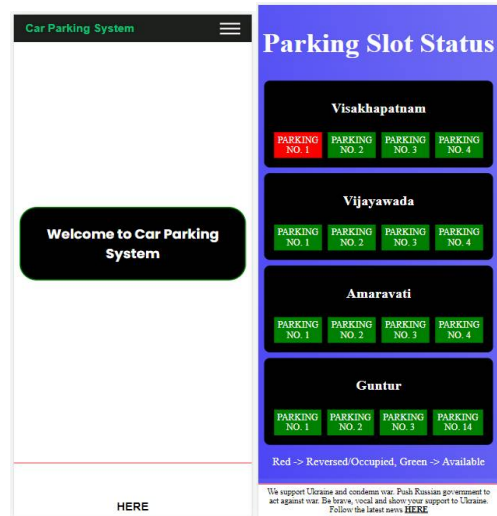 Car Parking System
Welcome to Car Parking
System
HERE
Parking Slot Status
Visakhapatnam
PARKING NO. 1
PARKING NO. 2
PARKING NO. 3
PARKING NO. 4
Vijayawada
PARKING NO. 1
PARKING NO. 2
PARKING NO. 3
PARKING NO. 4
Amaravati
PARKING NO. 1
PARKING NO. 2
PARKING NO. 3
PARKING NO. 4
Guntur
PARKING NO. 1
PARKING NO. 2
PARKING NO. 3
PARKING NO. 14
Red -> Reversed/Occupied, Green -> Available
We support Ukraine and condemn war. Push Russian government to
act against war. Be brave, vocal and show your support to Ukraine.
Follow the latest news HERE